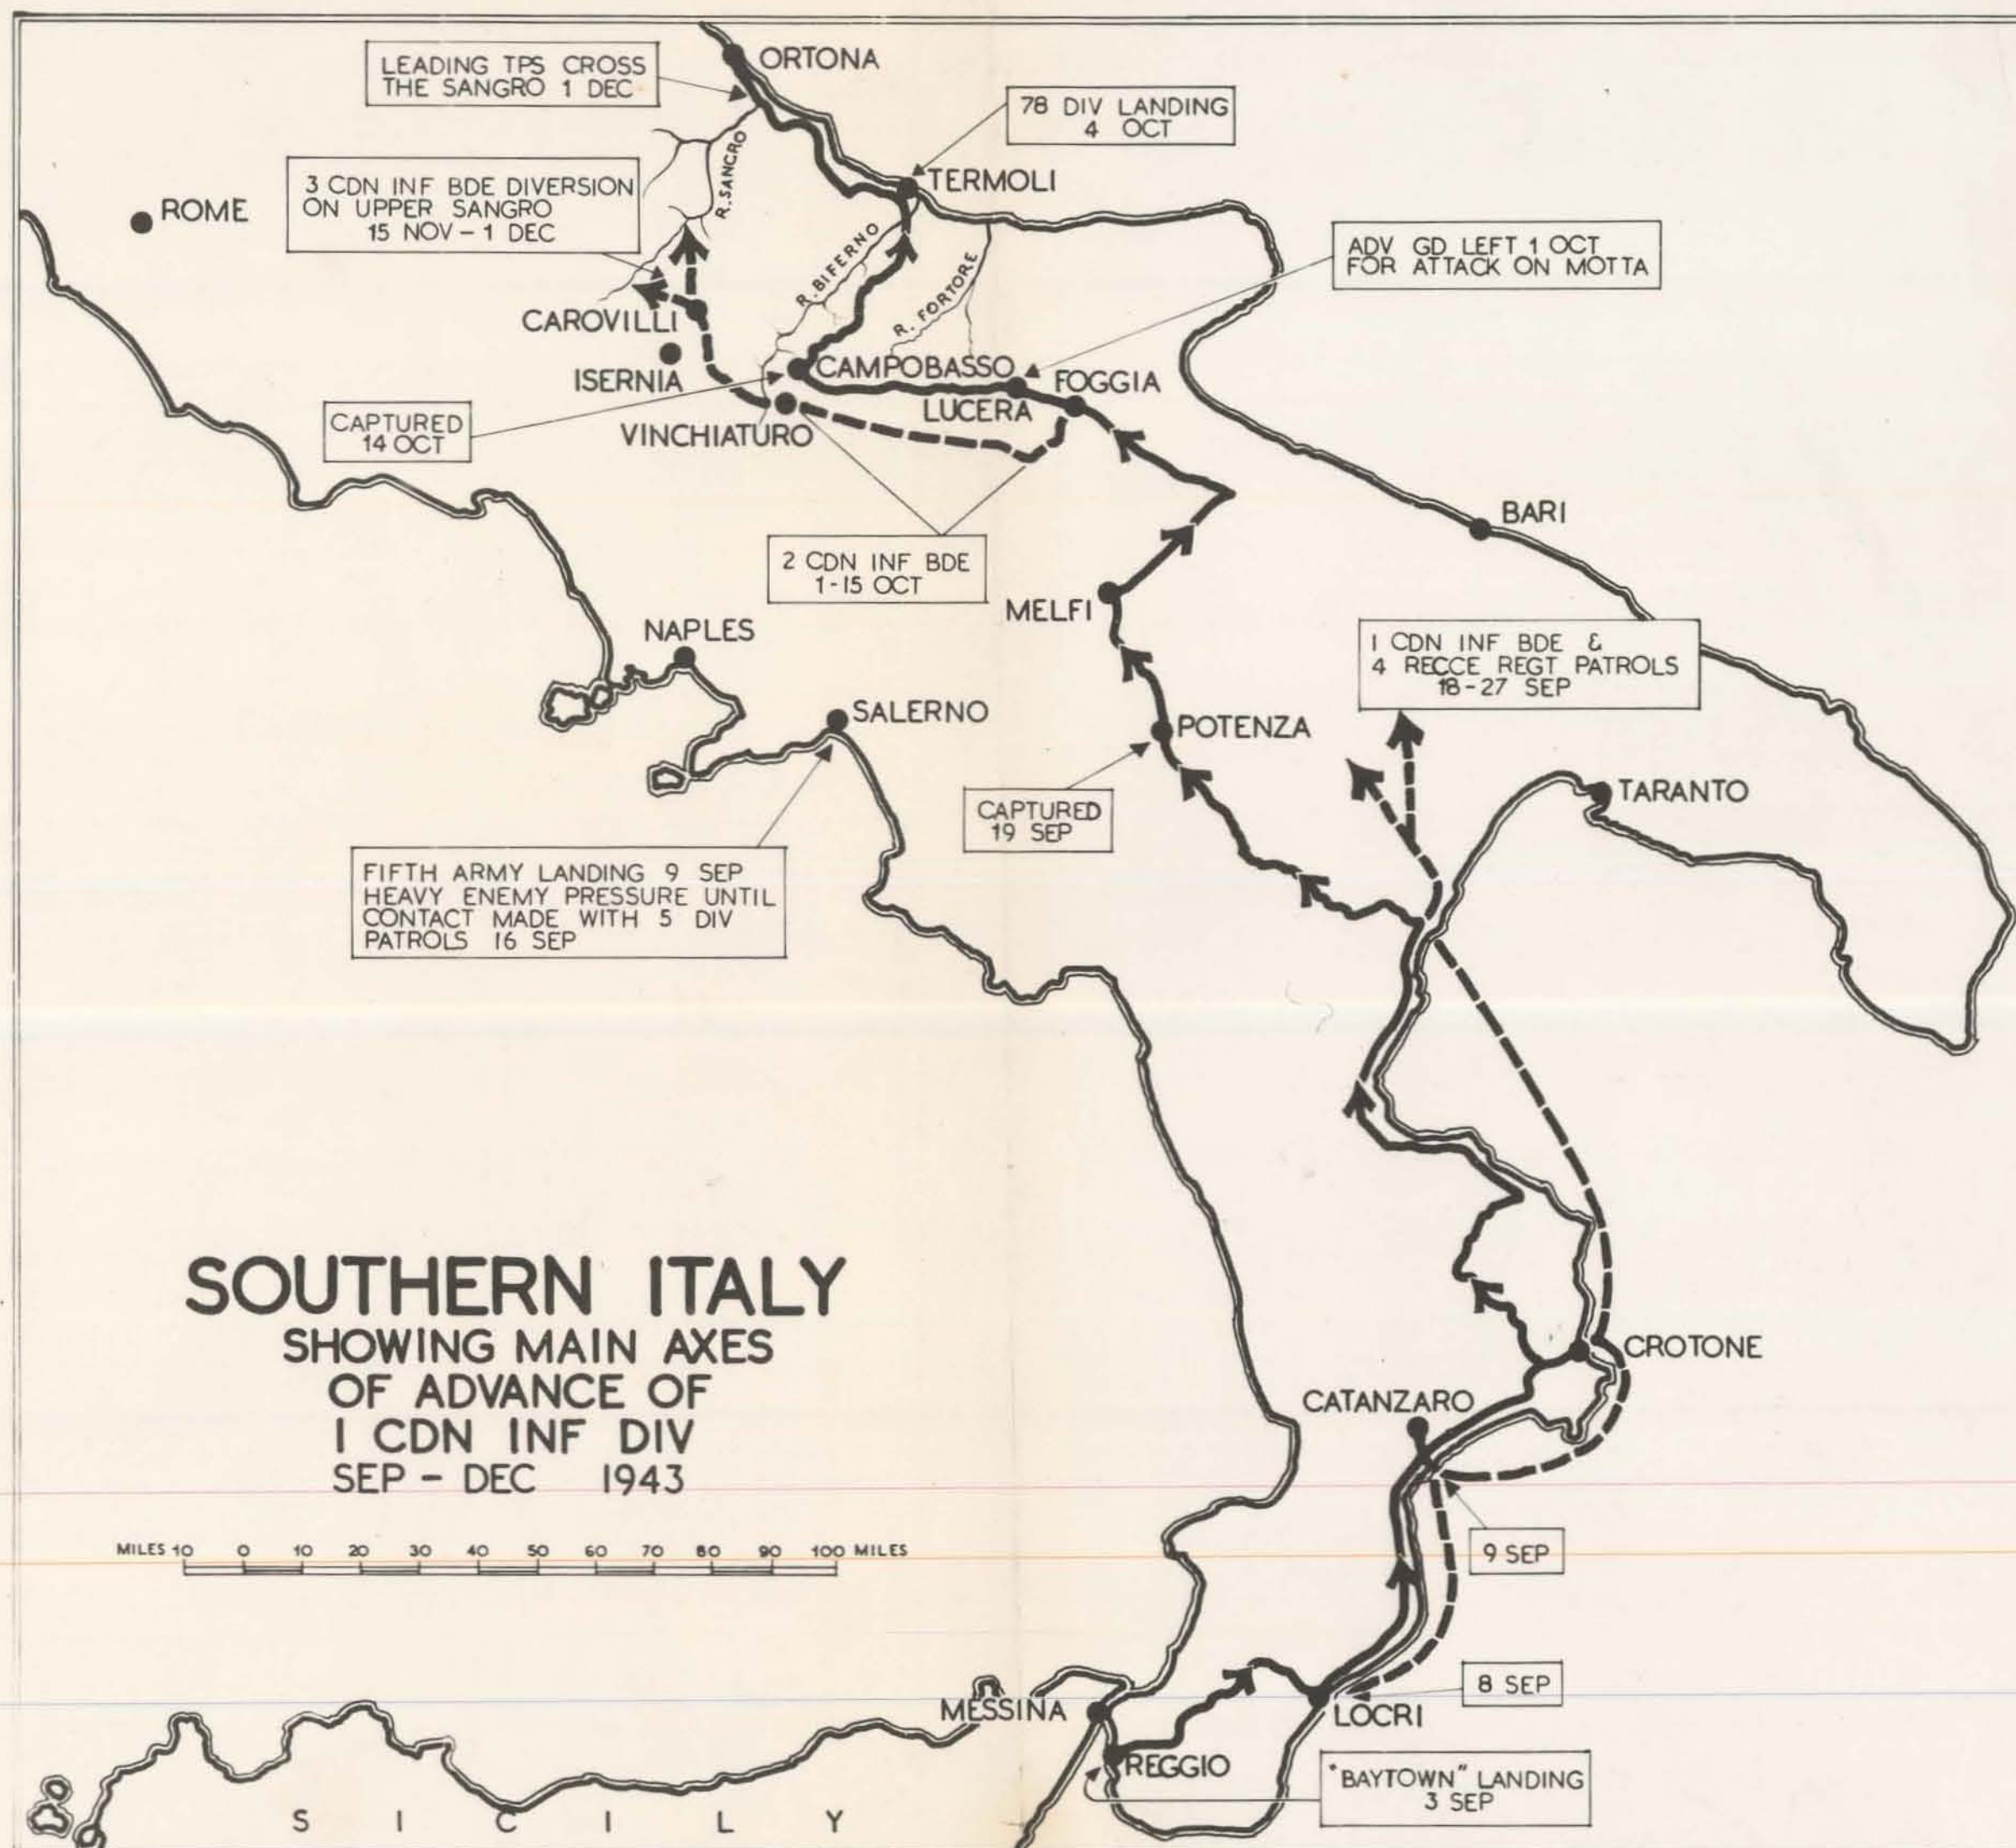 LEADING TPS CROSS
THE SANGRO 1 DEC
ORTONA
78 DIV LANDING
4 OCT
R. SANGRO
3 CDN INF BDE DIVERSION
ON UPPER SANGRO
15 NOV - 1 DEC
ROME
TERMOLI
R. BIFERNO
R. FORTORE
ADV GD LEFT 1 OCT
FOR ATTACK ON MOTTA
CAROVILLI
ISERNIA
CAMPOBASSO
FOGGIA
LUCERA
CAPTURED
14 OCT
VINCHIATURO
BARI
2 CDN INF BDE
1-15 OCT
MELFI
NAPLES
1 CDN INF BDE &
4 RECCE REGT PATROLS
18-27 SEP
SALERNO
POTENZA
TARANTO
CAPTURED
19 SEP
FIFTH ARMY LANDING 9 SEP
HEAVY ENEMY PRESSURE UNTIL
CONTACT MADE WITH 5 DIV
PATROLS 16 SEP
SOUTHERN ITALY
SHOWING MAIN AXES
OF ADVANCE OF
1 CDN INF DIV
SEP - DEC 1943
CROTONE
CATANZARO
MILES 10 0 10 20 30 40 50 60 70 80 90 100 MILES
9 SEP
8 SEP
MESSINA
LOCRI
REGGIO
"BAYTOWN" LANDING
3 SEP
SICILY